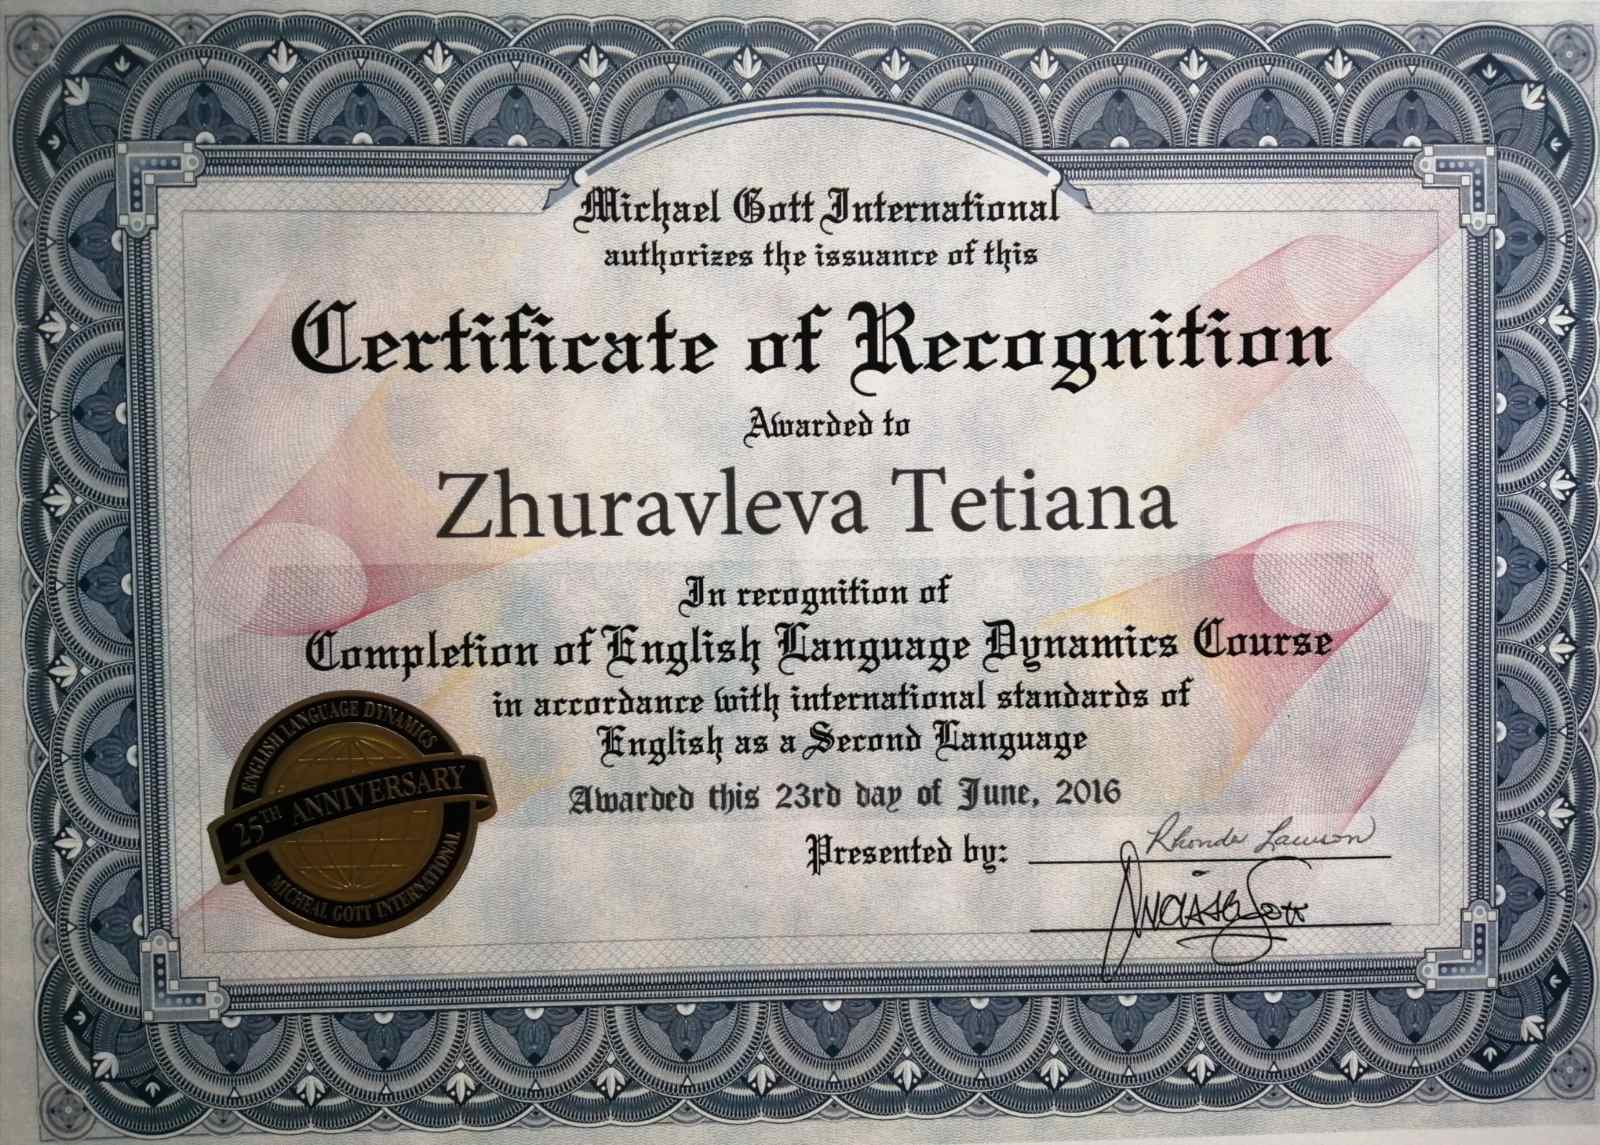 Michael Gott International
authorizes the issuance of this
Certificate of Recognition
Awarded to
Zhuravleva Tetiana
In recognition of
Completion of English Language Dynamics Course
in accordance with international standards of
English as a Second Language
Awarded this 23rd day of June, 2016
Presented by:
Rhonda Lawson
ENGLISH LANGUAGE DYNAMICS
25TH ANNIVERSARY
MICHEAL GOTT INTERNATIONAL